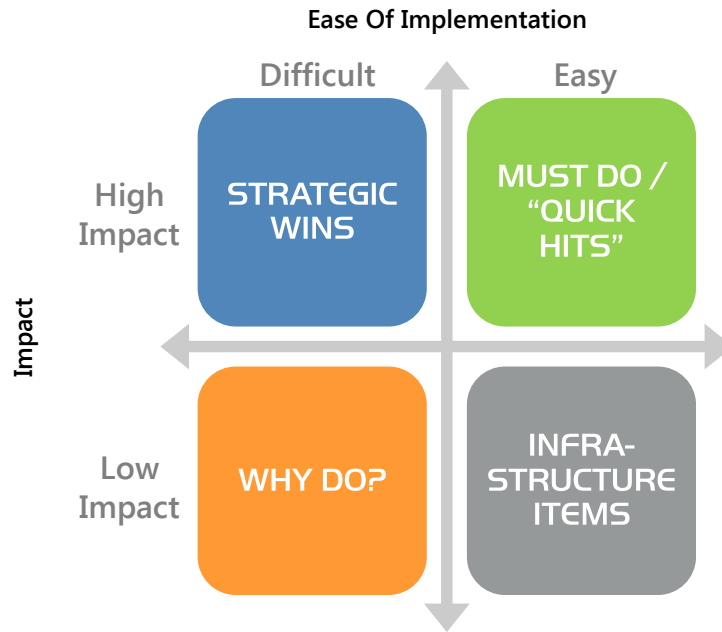 Ease Of Implementation
Difficult
Easy
High
Impact
STRATEGIC
WINS
MUST DO /
“QUICK
HITS”
Impact
Low
Impact
WHY DO?
INFRA-
STRUCTURE
ITEMS